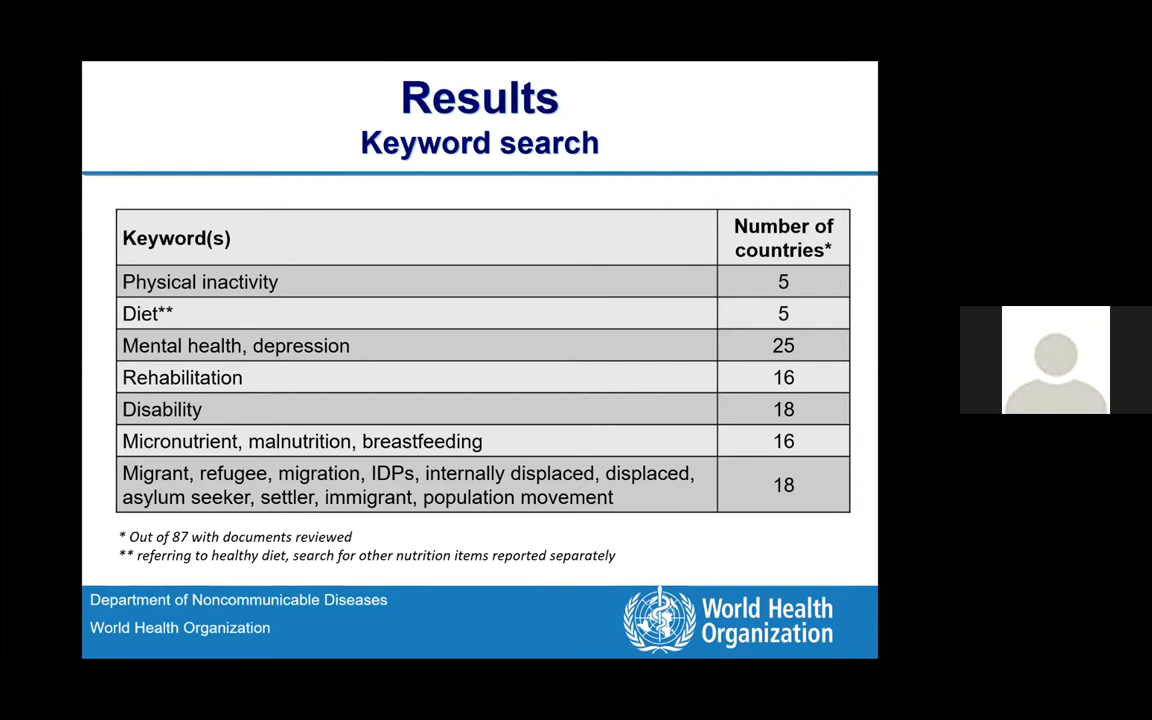 Results
Keyword search
Keyword(s)
Number of
countries*
Physical inactivity
5
Diet**
5
Mental health, depression
25
Rehabilitation
16
Disability
18
Micronutrient, malnutrition, breastfeeding
16
Migrant, refugee, migration, IDPs, internally displaced, displaced,
asylum seeker, settler, immigrant, population movement
18
* Out of 87 with documents reviewed
** referring to healthy diet, search for other nutrition items reported separately
Department of Noncommunicable Diseases
World Health Organization
World Health
Organization